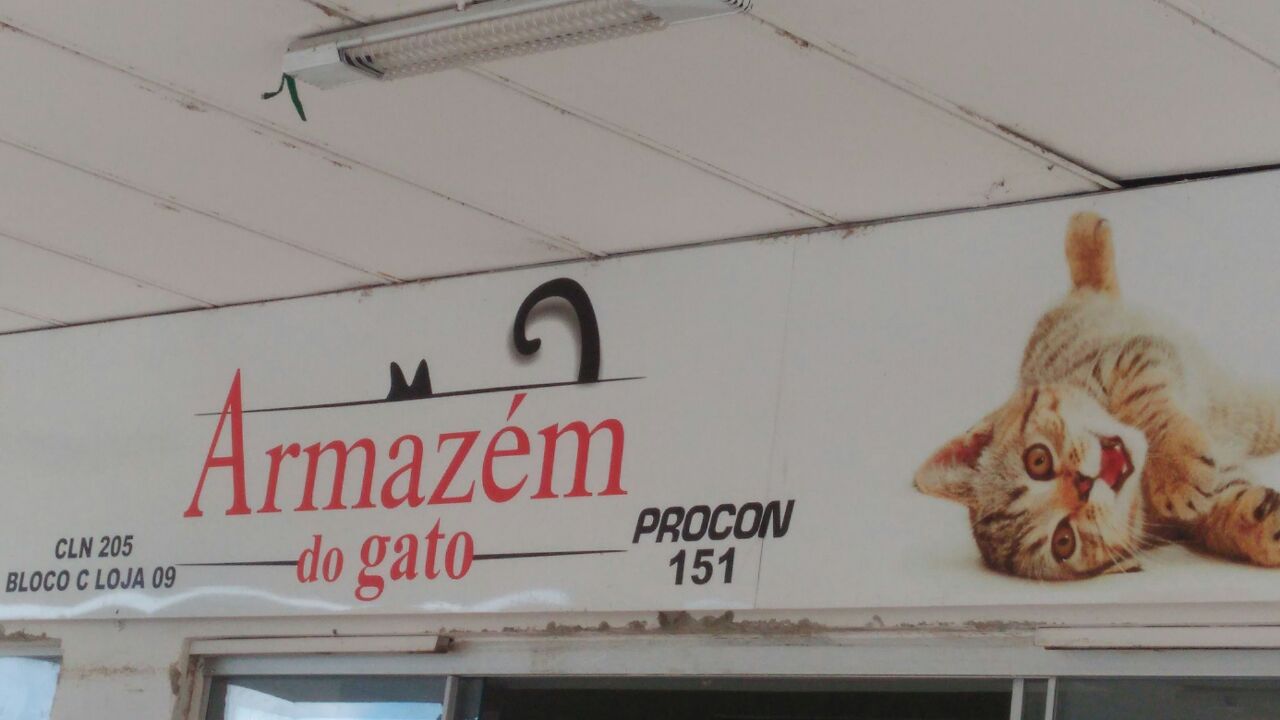 Armazém
do gato
CLN 205
BLOCO C LOJA 09
PROCON
151